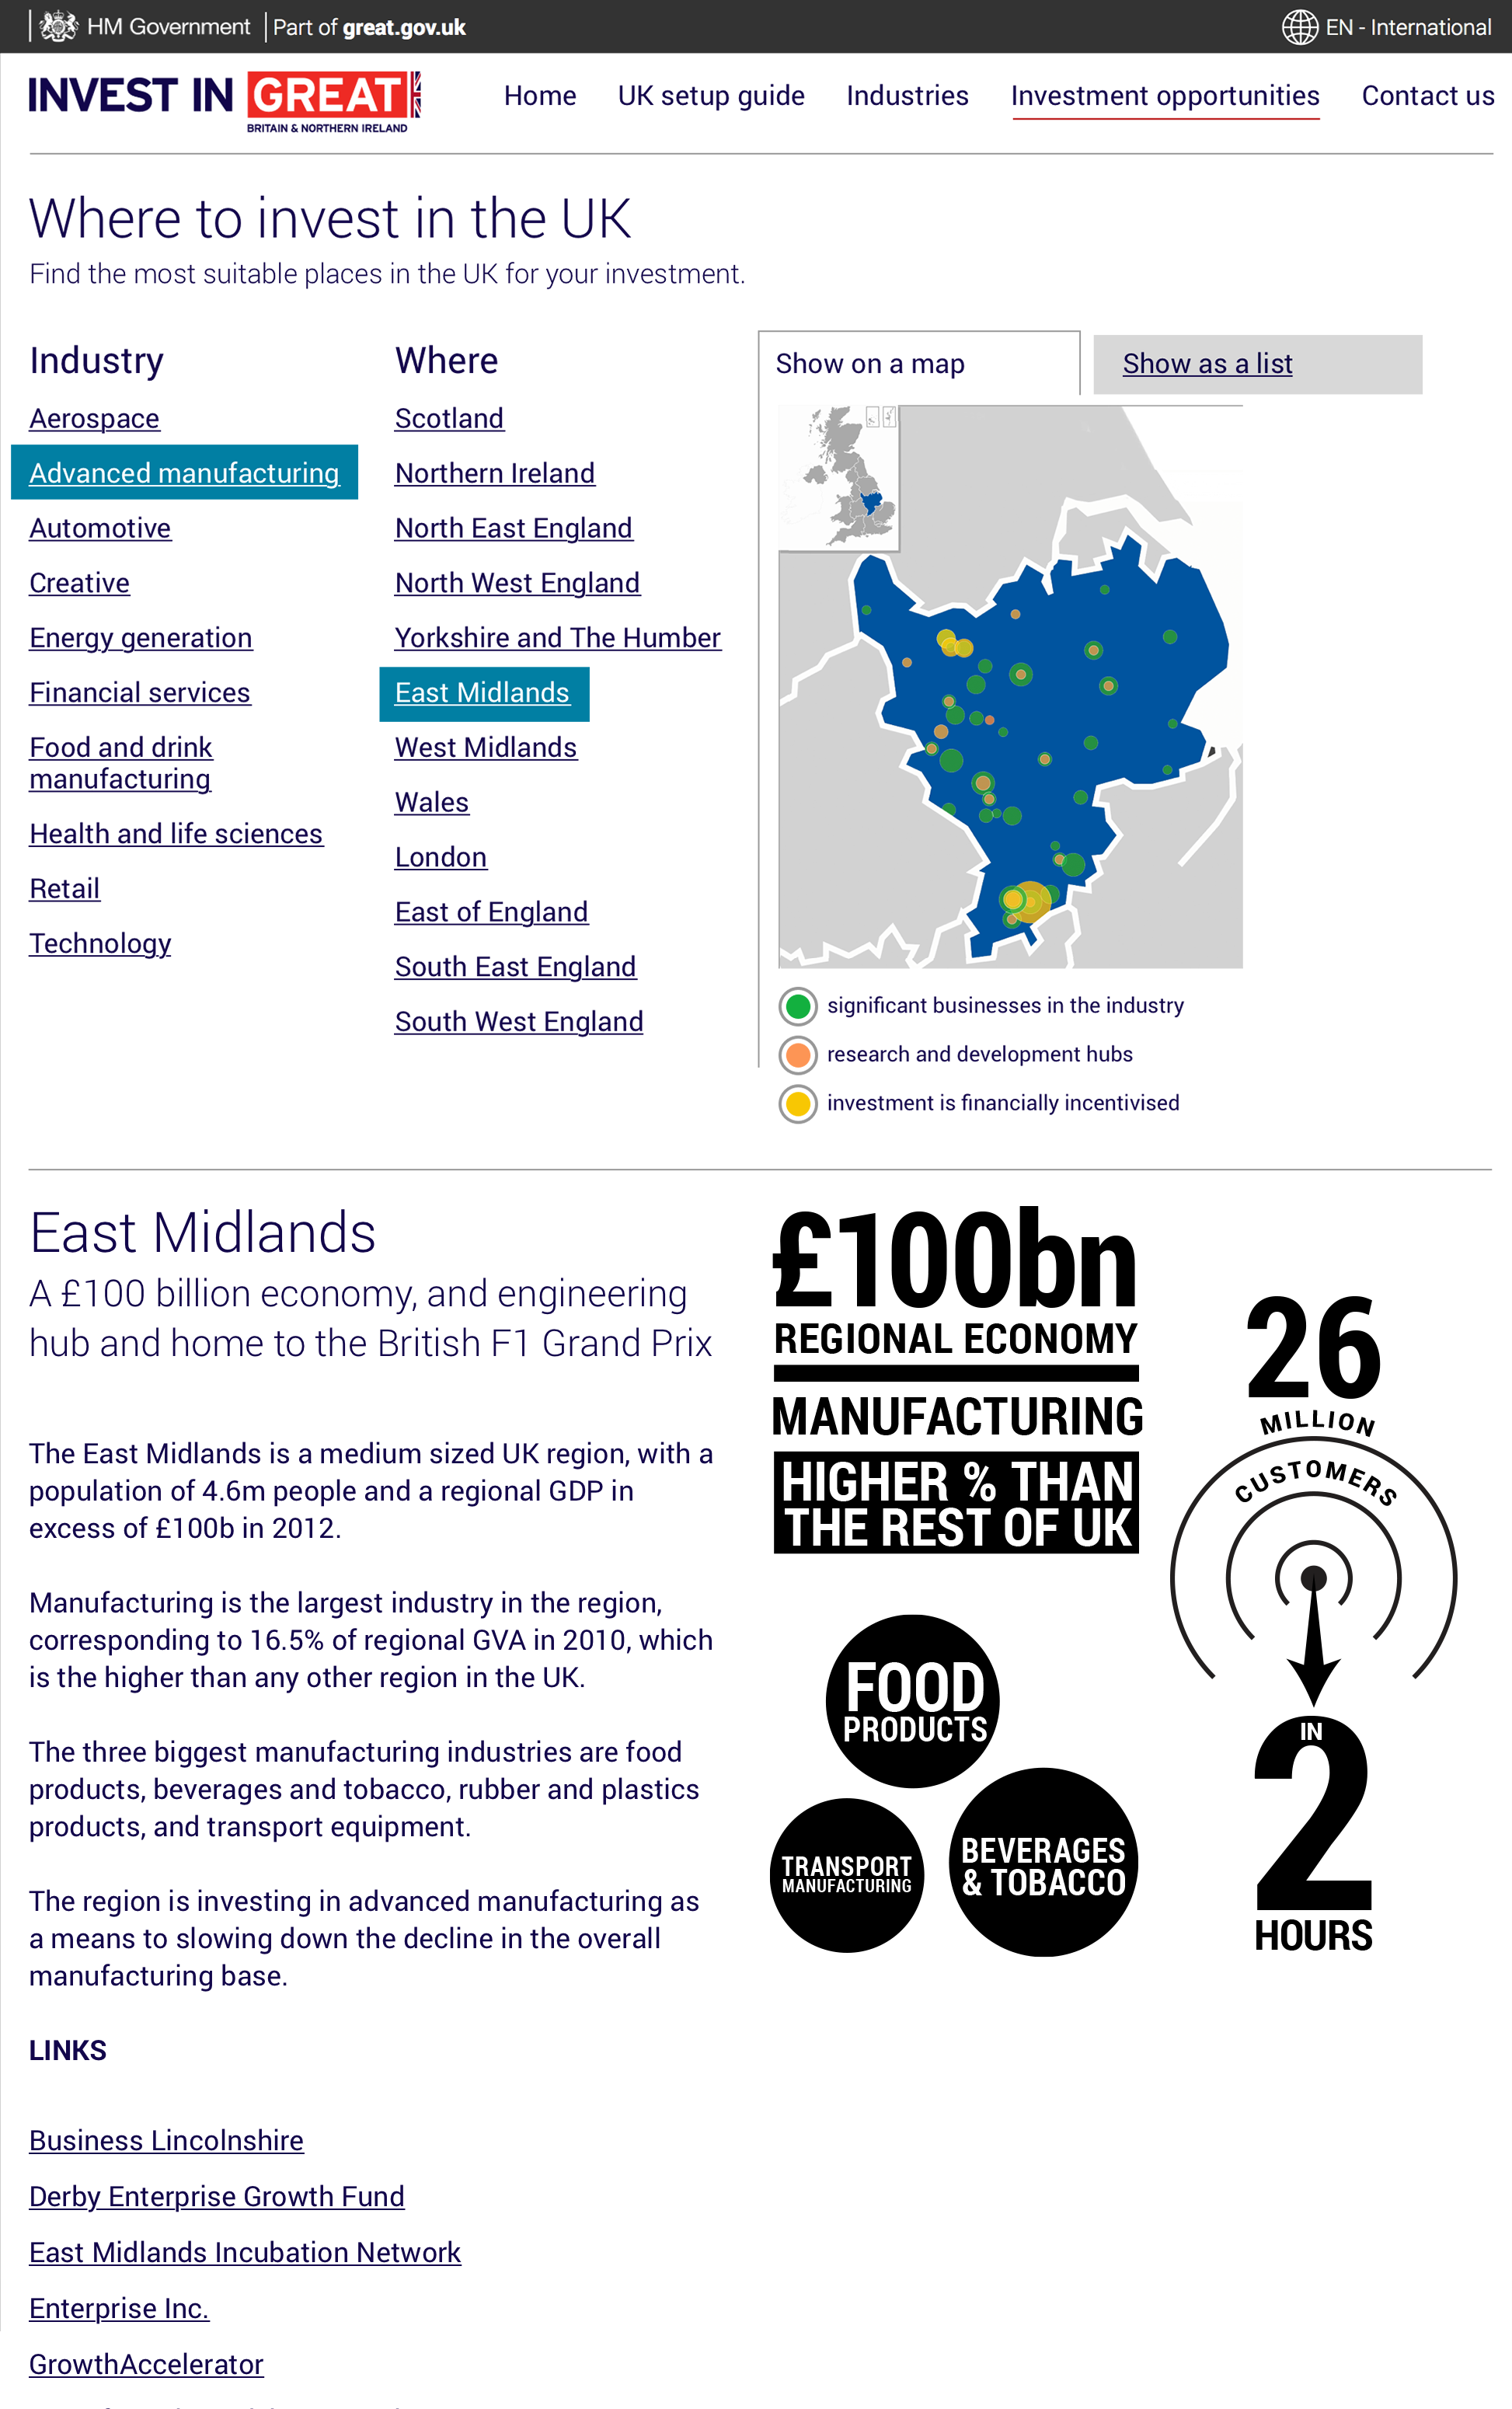 HM Government
Part of great.gov.uk
EN - International
INVEST IN GREAT
BRITAIN & NORTHERN IRELAND
Home
UK setup guide
Industries
Investment opportunities
Contact us
Where to invest in the UK
Find the most suitable places in the UK for your investment.
Industry
Aerospace
Advanced manufacturing
Automotive
Creative
Energy generation
Financial services
Food and drink
manufacturing
Health and life sciences
Retail
Technology
Where
Scotland
Northern Ireland
North East England
North West England
Yorkshire and The Humber
East Midlands
West Midlands
Wales
London
East of England
South East England
South West England
Show on a map
Show as a list
significant businesses in the industry
research and development hubs
investment is financially incentivised
East Midlands
A £100 billion economy, and engineering
hub and home to the British F1 Grand Prix
The East Midlands is a medium sized UK region, with a
population of 4.6m people and a regional GDP in
excess of £100b in 2012.
Manufacturing is the largest industry in the region,
corresponding to 16.5% of regional GVA in 2010, which
is the higher than any other region in the UK.
The three biggest manufacturing industries are food
products, beverages and tobacco, rubber and plastics
products, and transport equipment.
The region is investing in advanced manufacturing as
a means to slowing down the decline in the overall
manufacturing base.
LINKS
Business Lincolnshire
Derby Enterprise Growth Fund
East Midlands Incubation Network
Enterprise Inc.
GrowthAccelerator
£100bn
REGIONAL ECONOMY
MANUFACTURING
HIGHER % THAN
THE REST OF UK
FOOD
PRODUCTS
TRANSPORT
MANUFACTURING
BEVERAGES
& TOBACCO
26
MILLION
CUSTOMERS
IN
2
HOURS